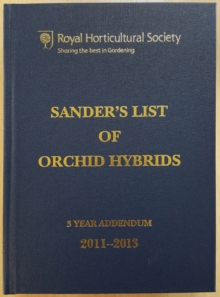 Royal Horticultural Society
Sharing the best in Gardening
SANDER'S LIST
OF
ORCHID HYBRIDS
3 YEAR ADDENDUM
2011–2013